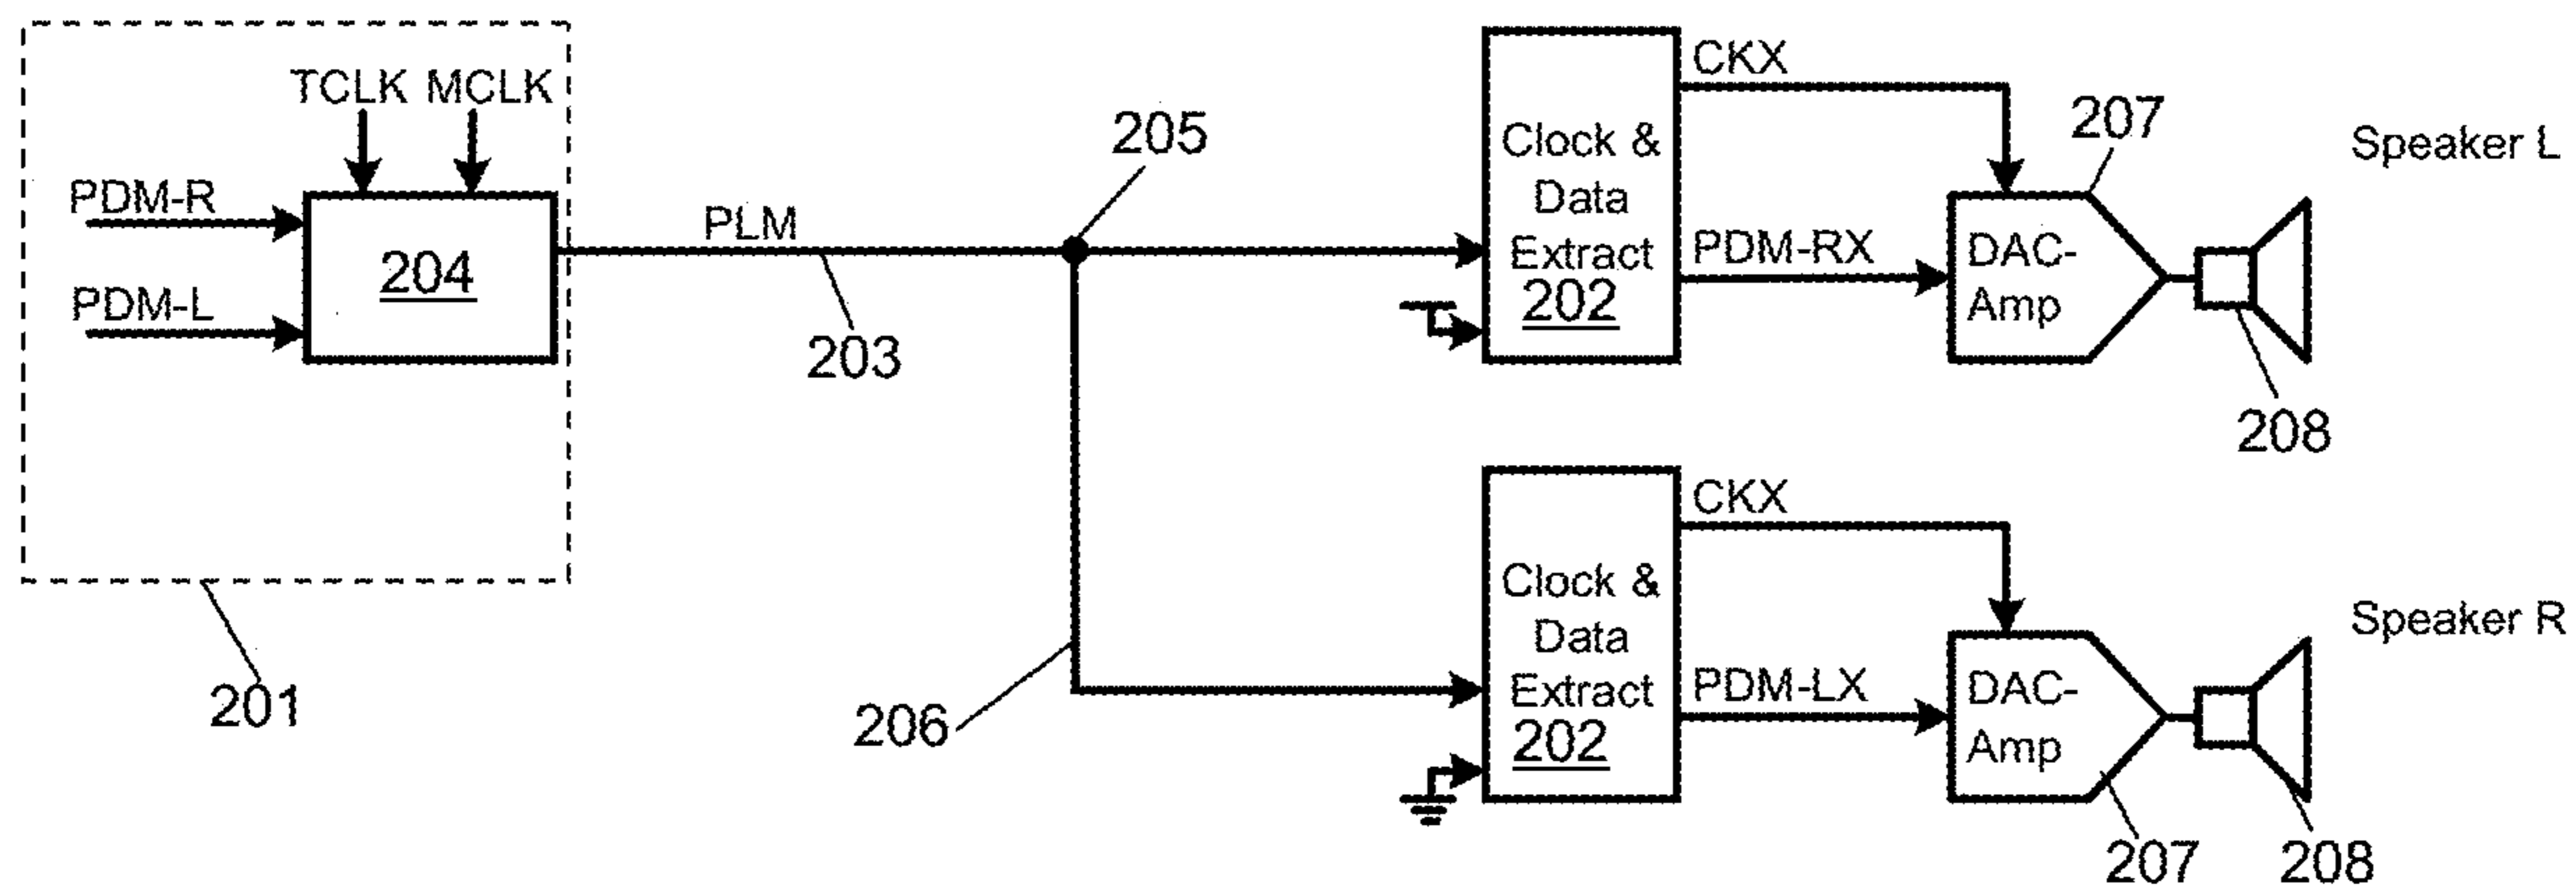 TCLK MCLK
PDM-R
PDM-L
204
PLM
203
205
206
201
Clock &
Data
Extract
202
CKX
PDM-RX
207
DAC-
Amp
Speaker L
208
Clock &
Data
Extract
202
CKX
PDM-LX
DAC-
Amp
207
Speaker R
208